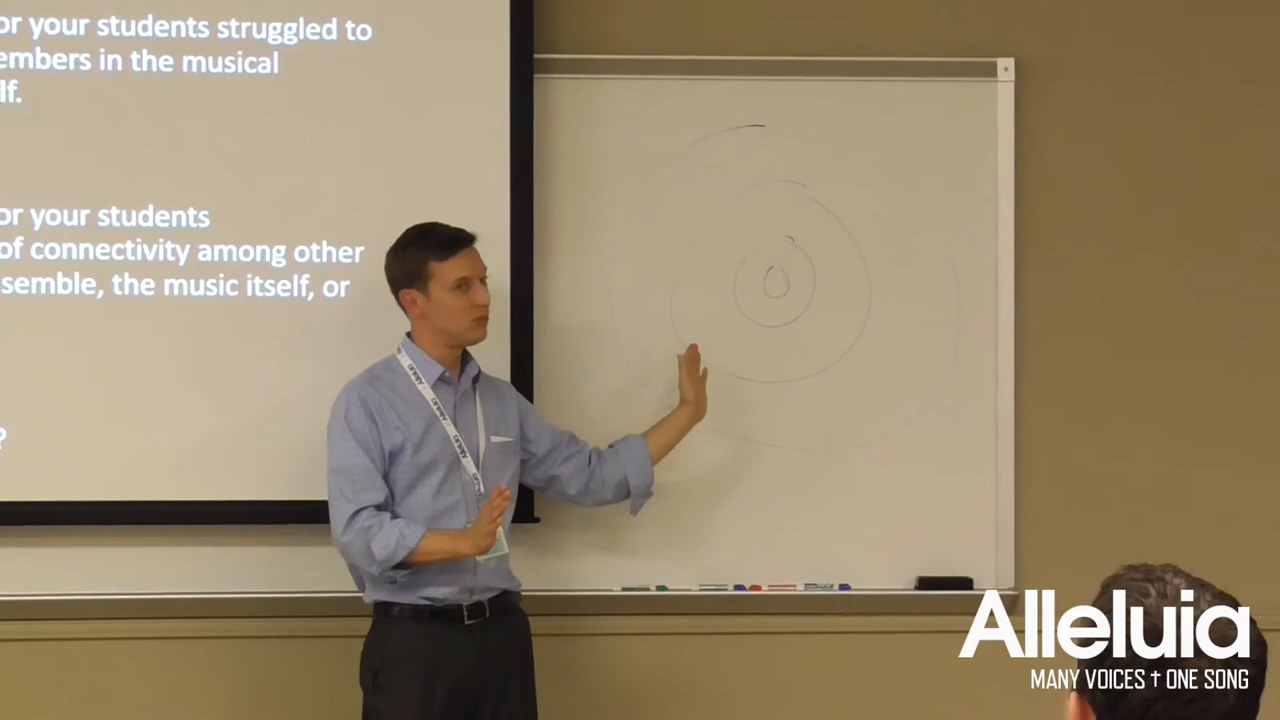 or your students struggled to
embers in the musical
lf.
or your students
of connectivity among other
semble, the music itself, or
?
Alleluia
MANY VOICES † ONE SONG